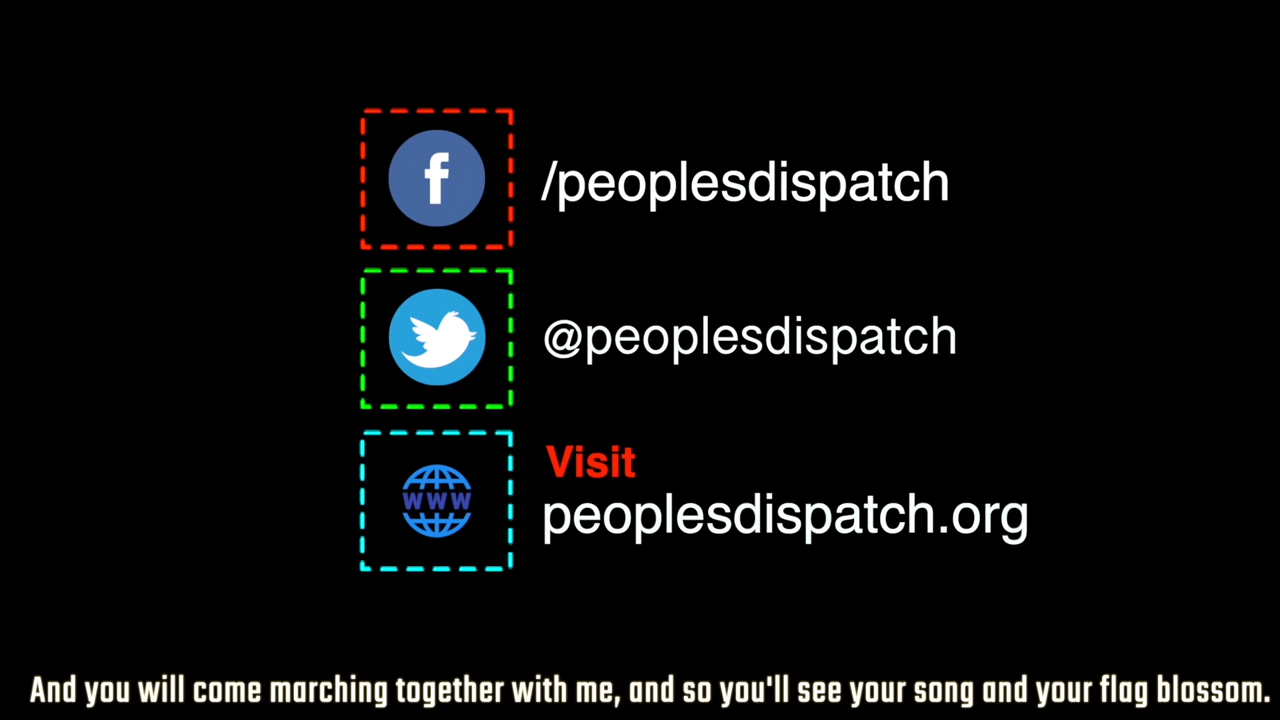 f
/peoplesdispatch
@peoplesdispatch
Visit
WWW
peoplesdispatch.org
And you will come marching together with me, and so you'll see your song and your flag blossom.